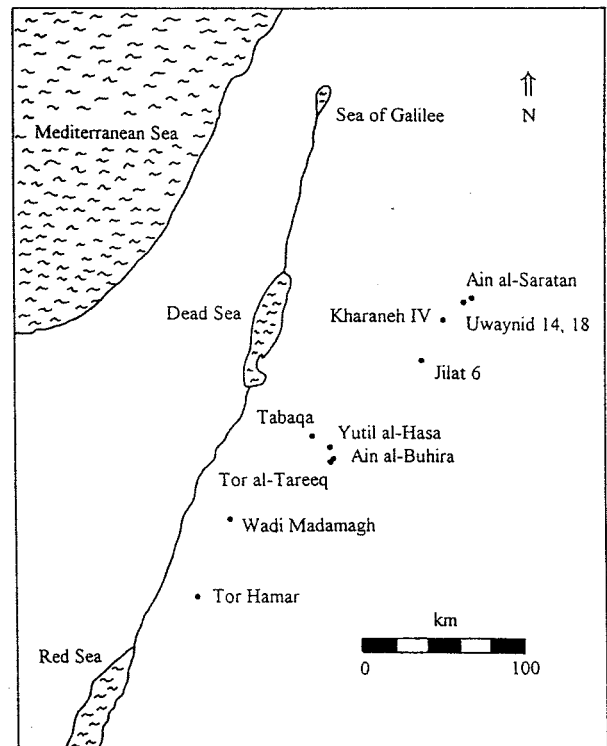 Sea of Galilee
N
Mediterranean Sea
Ain al-Saratan
Dead Sea
Kharaneh IV
Uwaynid 14, 18
Jilat 6
Tabaqa
Yutil al-Hasa
Ain al-Buhira
Tor al-Tareeq
Wadi Madamagh
Tor Hamar
km
Red Sea
0 100